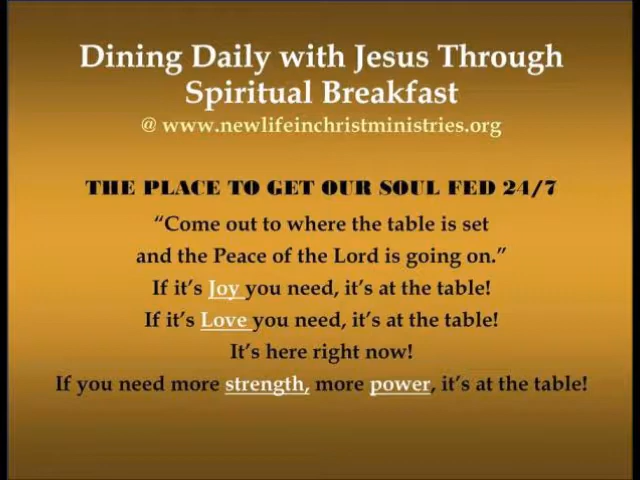 Dining Daily with Jesus Through
Spiritual Breakfast
@ www.newlifeinchristministries.org
THE PLACE TO GET OUR SOUL FED 24/7
“Come out to where the table is set
and the Peace of the Lord is going on.”
If it’s Joy you need, it’s at the table!
If it’s Love you need, it’s at the table!
It’s here right now!
If you need more strength, more power, it’s at the table!